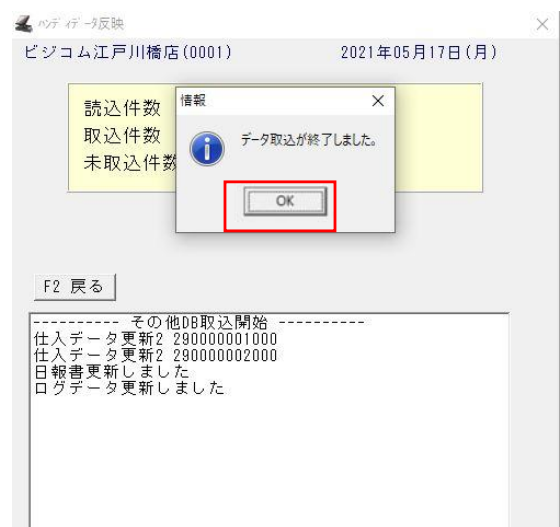 ﾊﾝﾃﾞｨﾃﾞｰﾀ反映
ビジコム江戸川橋店(0001) 2021年05月17日(月)
読込件数
取込件数
未取込件数
情報
データ取込が終了しました。
OK
F2 戻る
---------- その他DB取込開始 ----------
仕入データ更新2 290000001000
仕入データ更新2 290000002000
日報書更新しました
ログデータ更新しました